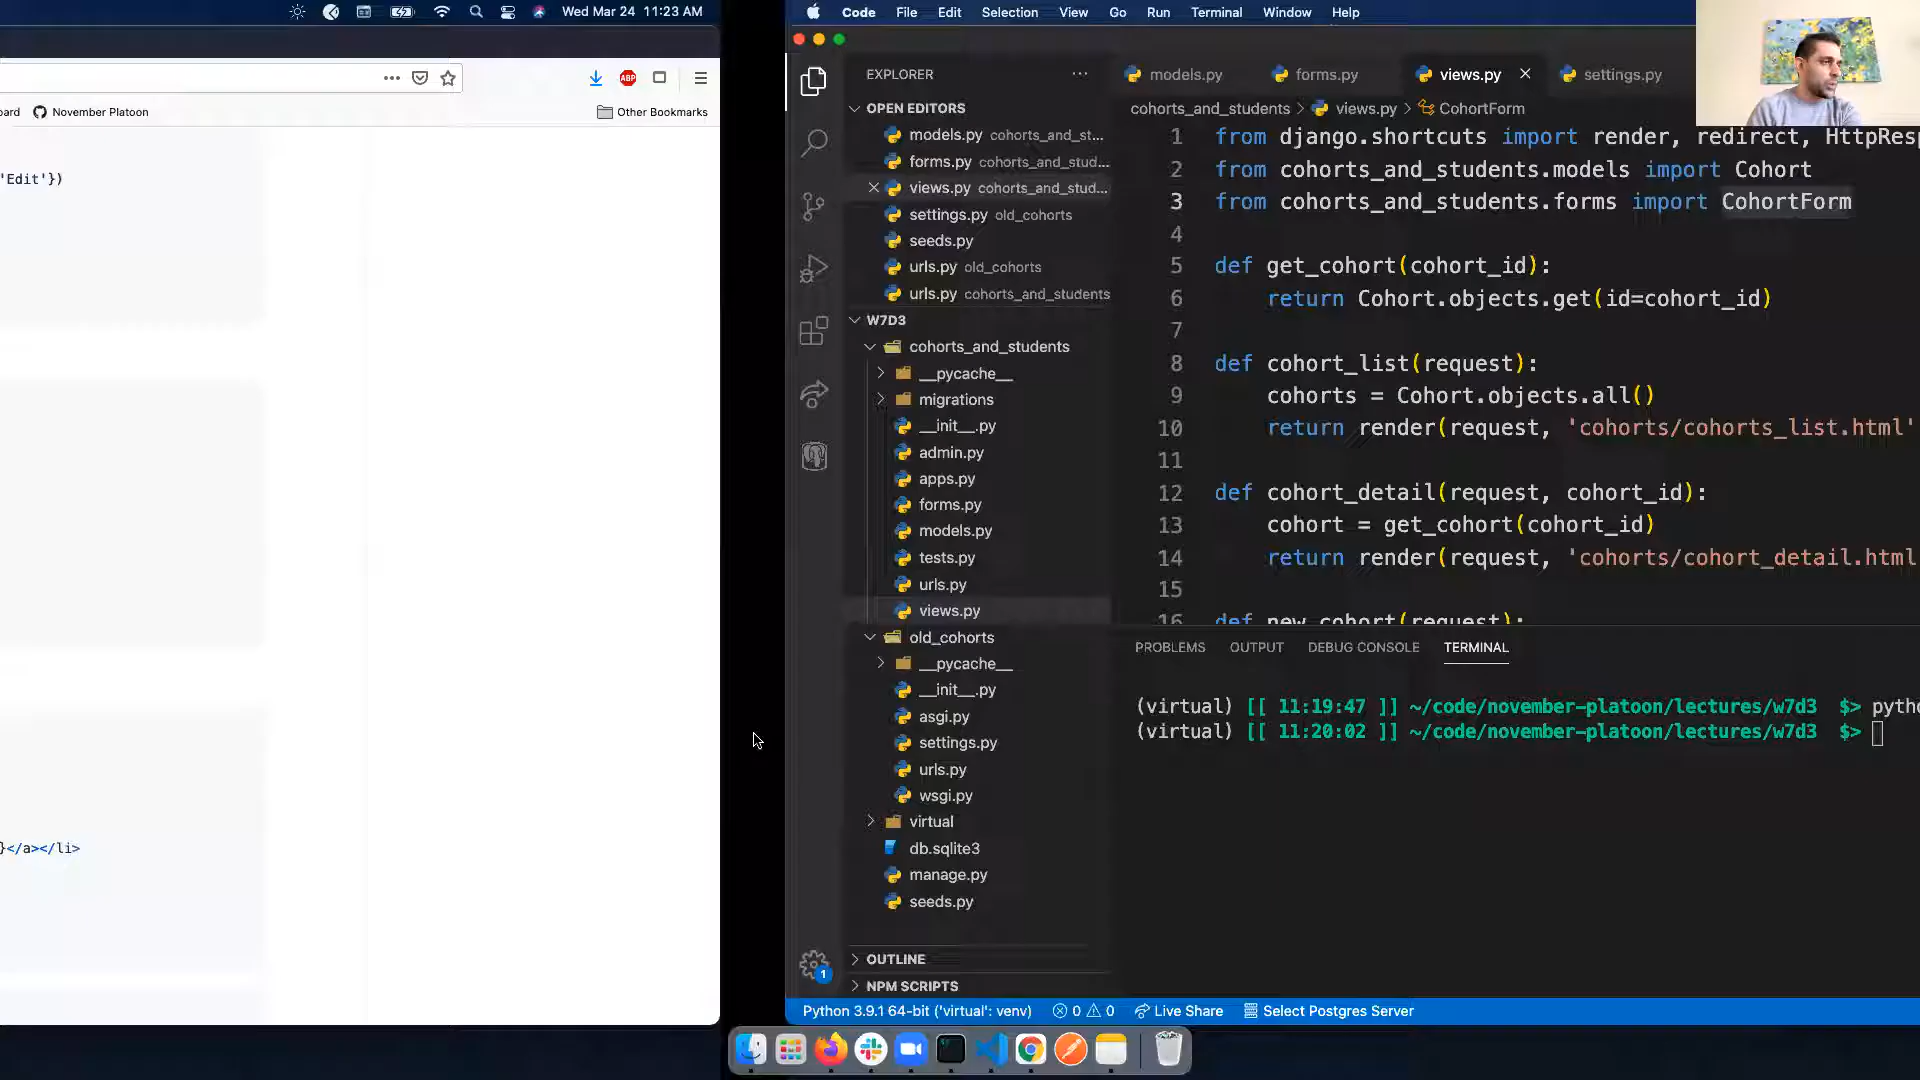 Wed Mar 24 11:23 AM
ABP
ard
November Platoon
Other Bookmarks
'Edit'})
}</a></li>
Code File Edit Selection View Go Run Terminal Window Help
EXPLORER
OPEN EDITORS
models.py cohorts_and_st...
forms.py cohorts_and_stud...
views.py cohorts_and_stud...
settings.py old_cohorts
seeds.py
urls.py old_cohorts
urls.py cohorts_and_students
W7D3
cohorts_and_students
__pycache__
migrations
__init__.py
admin.py
apps.py
forms.py
models.py
tests.py
urls.py
views.py
old_cohorts
__pycache__
__init__.py
asgi.py
settings.py
urls.py
wsgi.py
virtual
db.sqlite3
manage.py
seeds.py
OUTLINE
NPM SCRIPTS
models.py forms.py views.py settings.py
cohorts_and_students > views.py > CohortForm
1 from django.shortcuts import render, redirect, HttpResp
2 from cohorts_and_students.models import Cohort
3 from cohorts_and_students.forms import CohortForm
4
5 def get_cohort(cohort_id):
6 return Cohort.objects.get(id=cohort_id)
7
8 def cohort_list(request):
9 cohorts = Cohort.objects.all()
10 return render(request, 'cohorts/cohorts_list.html'
11
12 def cohort_detail(request, cohort_id):
13 cohort = get_cohort(cohort_id)
14 return render(request, 'cohorts/cohort_detail.html
15
16 def new_cohort(request):
PROBLEMS OUTPUT DEBUG CONSOLE TERMINAL
(virtual) [[ 11:19:47 ]] ~/code/november-platoon/lectures/w7d3 $> pytho
(virtual) [[ 11:20:02 ]] ~/code/november-platoon/lectures/w7d3 $>
1
Python 3.9.1 64-bit ('virtual': venv) 0 0 Live Share Select Postgres Server